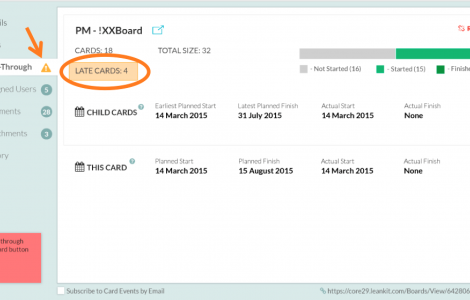 ils
PM - !XXBoard
CARDS: 18 TOTAL SIZE: 32
-Through
LATE CARDS: 4
- Not Started (16) - Started (15) - Finishe
gned Users 5
ments 28
CHILD CARDS
Earliest Planned Start Latest Planned Finish Actual Start Actual Finish
14 March 2015 31 July 2015 14 March 2015 None
chments 3
ory
THIS CARD
Planned Start Planned Finish Actual Start Actual Finish
14 March 2015 15 August 2015 14 March 2015 None
through
rd button
Subscribe to Card Events by Email
https://core29.leankit.com/Boards/View/642806